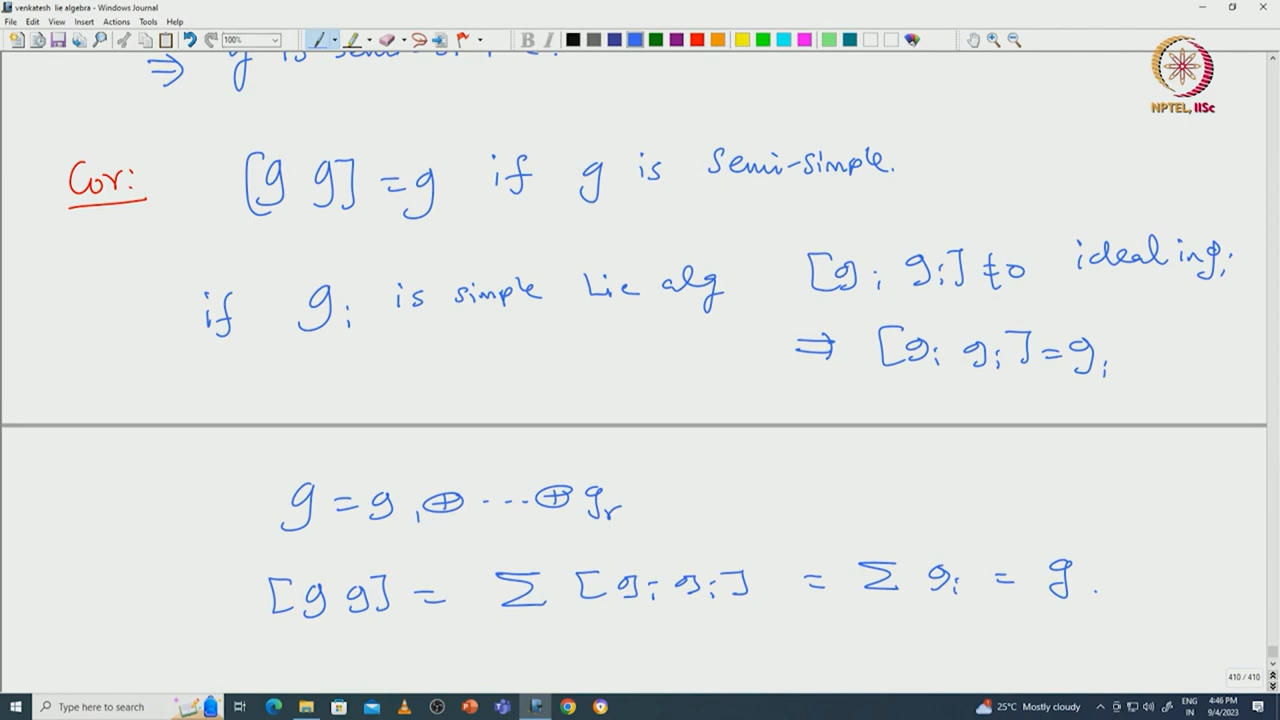 venkatesh lie algebra - Windows Journal
File Edit View Insert Actions Tools Help
100%
NPTEL, IISc
Cor: [g g] = g if g is semi-simple.
if g_i is simple Lie alg [g_i g_i] ≠ 0 ideal in g_i
⇒ [g_i g_i] = g_i
g = g_1 ⊕ ... ⊕ g_r
[g g] = Σ [g_i g_i] = Σ g_i = g.
410 / 410
Type here to search
25°C Mostly cloudy
ENG
IN
4:46 PM
9/4/2023